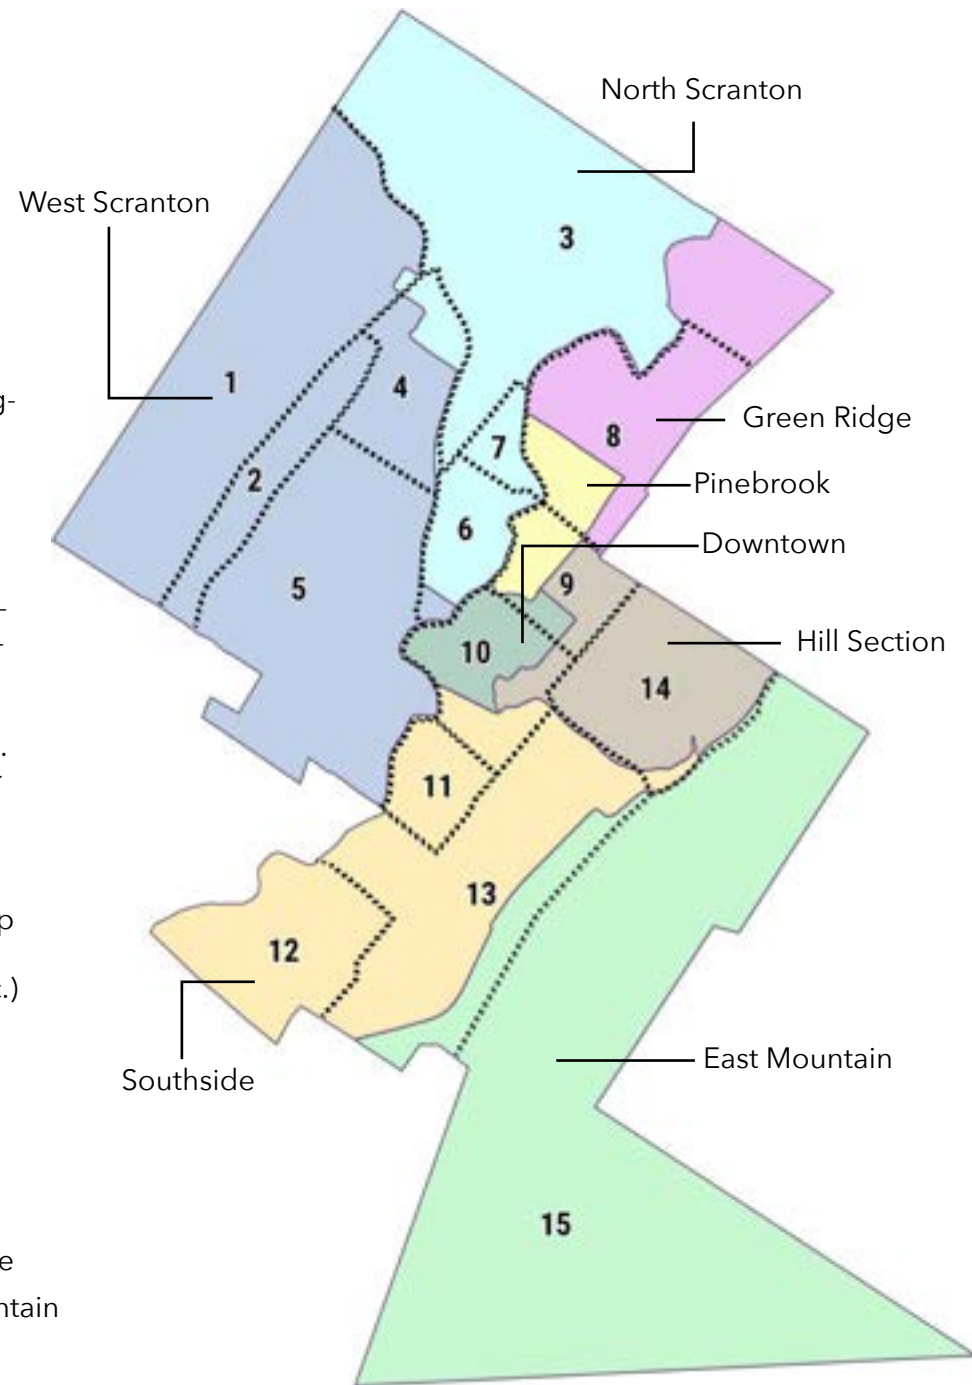 North Scranton
West Scranton
3
1
g-
4
Green Ridge
8
7
2
Pinebrook
6
Downtown
9
5
–
Hill Section
10
14
.
11
13
p
12
t.)
East Mountain
Southside
15
e
ntain